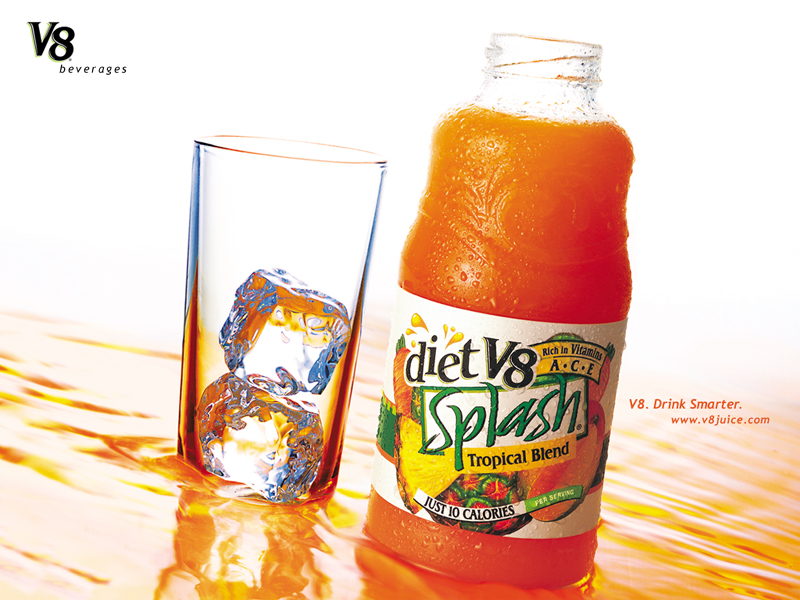 V8
beverages
diet V8
Rich in Vitamins
A • C • E
Splash®
Tropical Blend
JUST 10 CALORIES
PER SERVING
V8. Drink Smarter.
www.v8juice.com